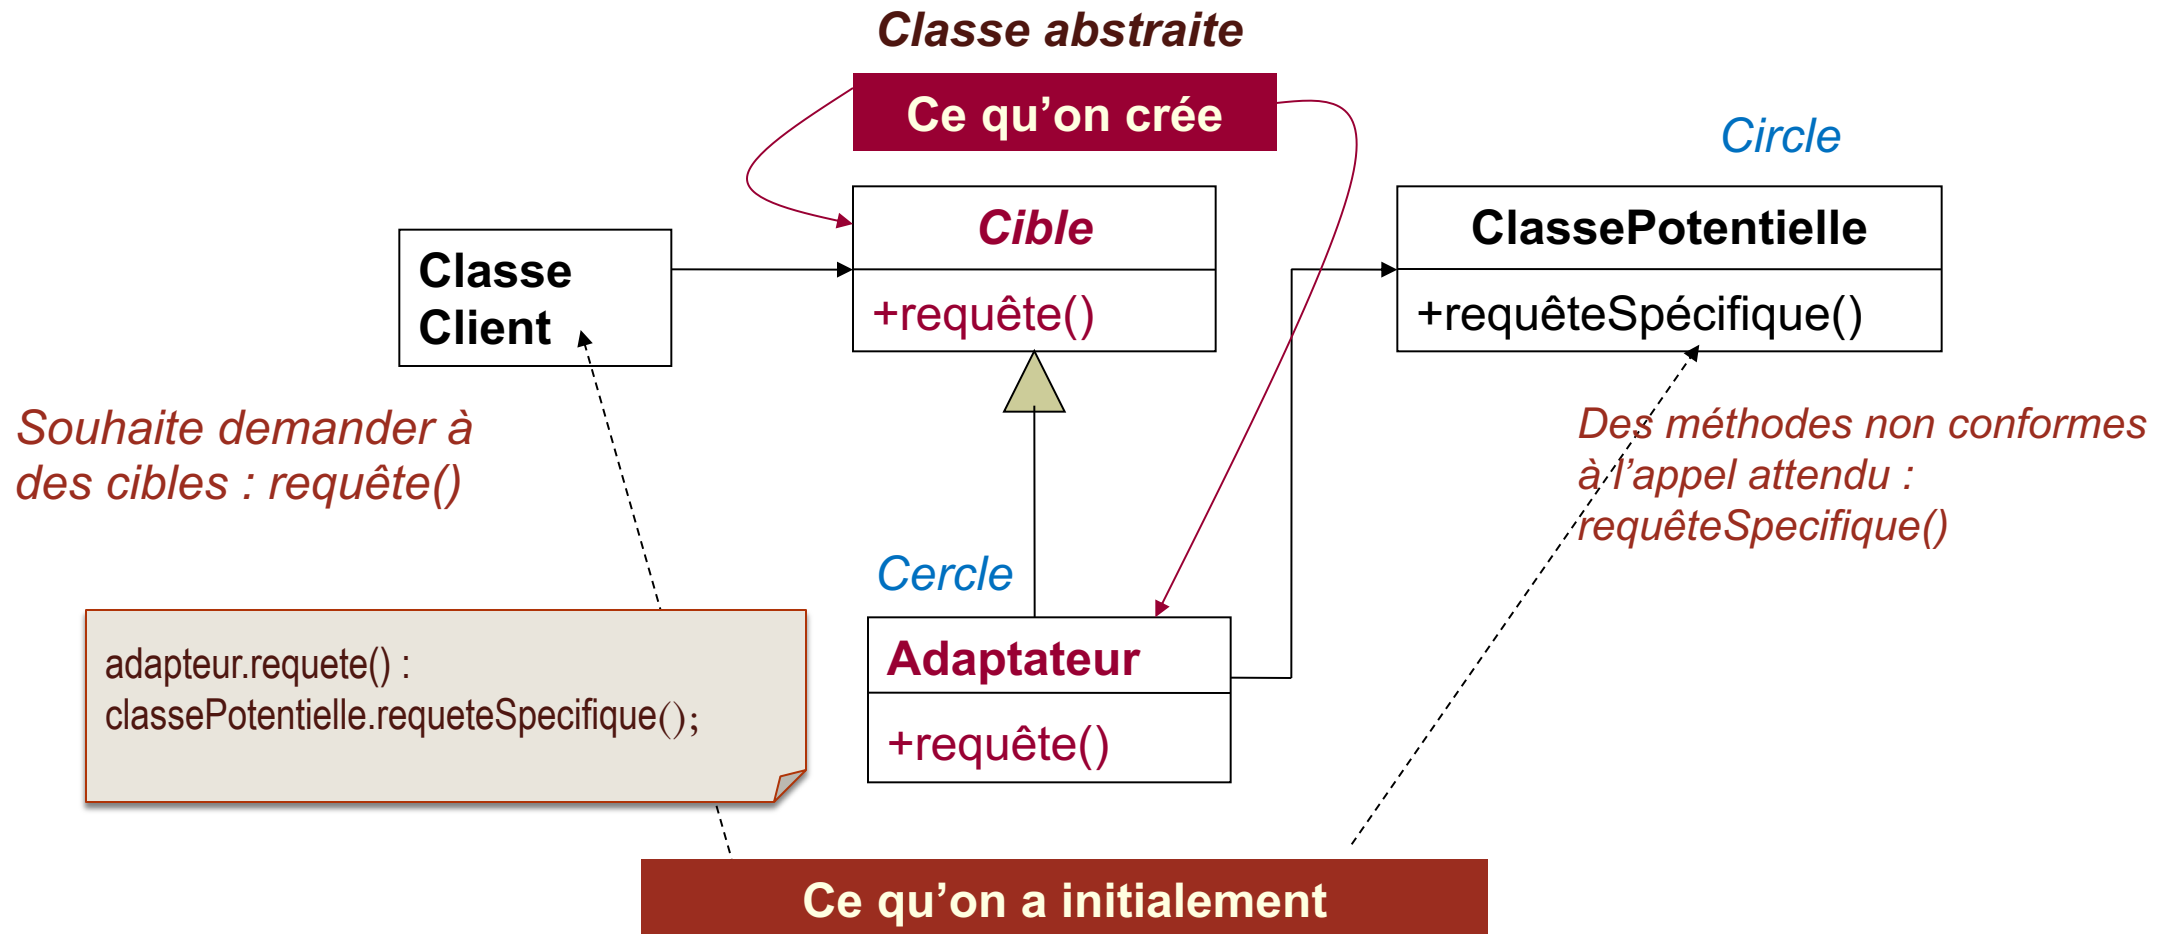 Classe abstraite
Ce qu’on crée
Circle
Cible
+requête()
ClassePotentielle
+requêteSpécifique()
Classe
Client
Souhaite demander à
des cibles : requête()
Des méthodes non conformes
à l’appel attendu :
requêteSpecifique()
Cercle
Adaptateur
+requête()
adapteur.requete() :
classePotentielle.requeteSpecifique();
Ce qu’on a initialement